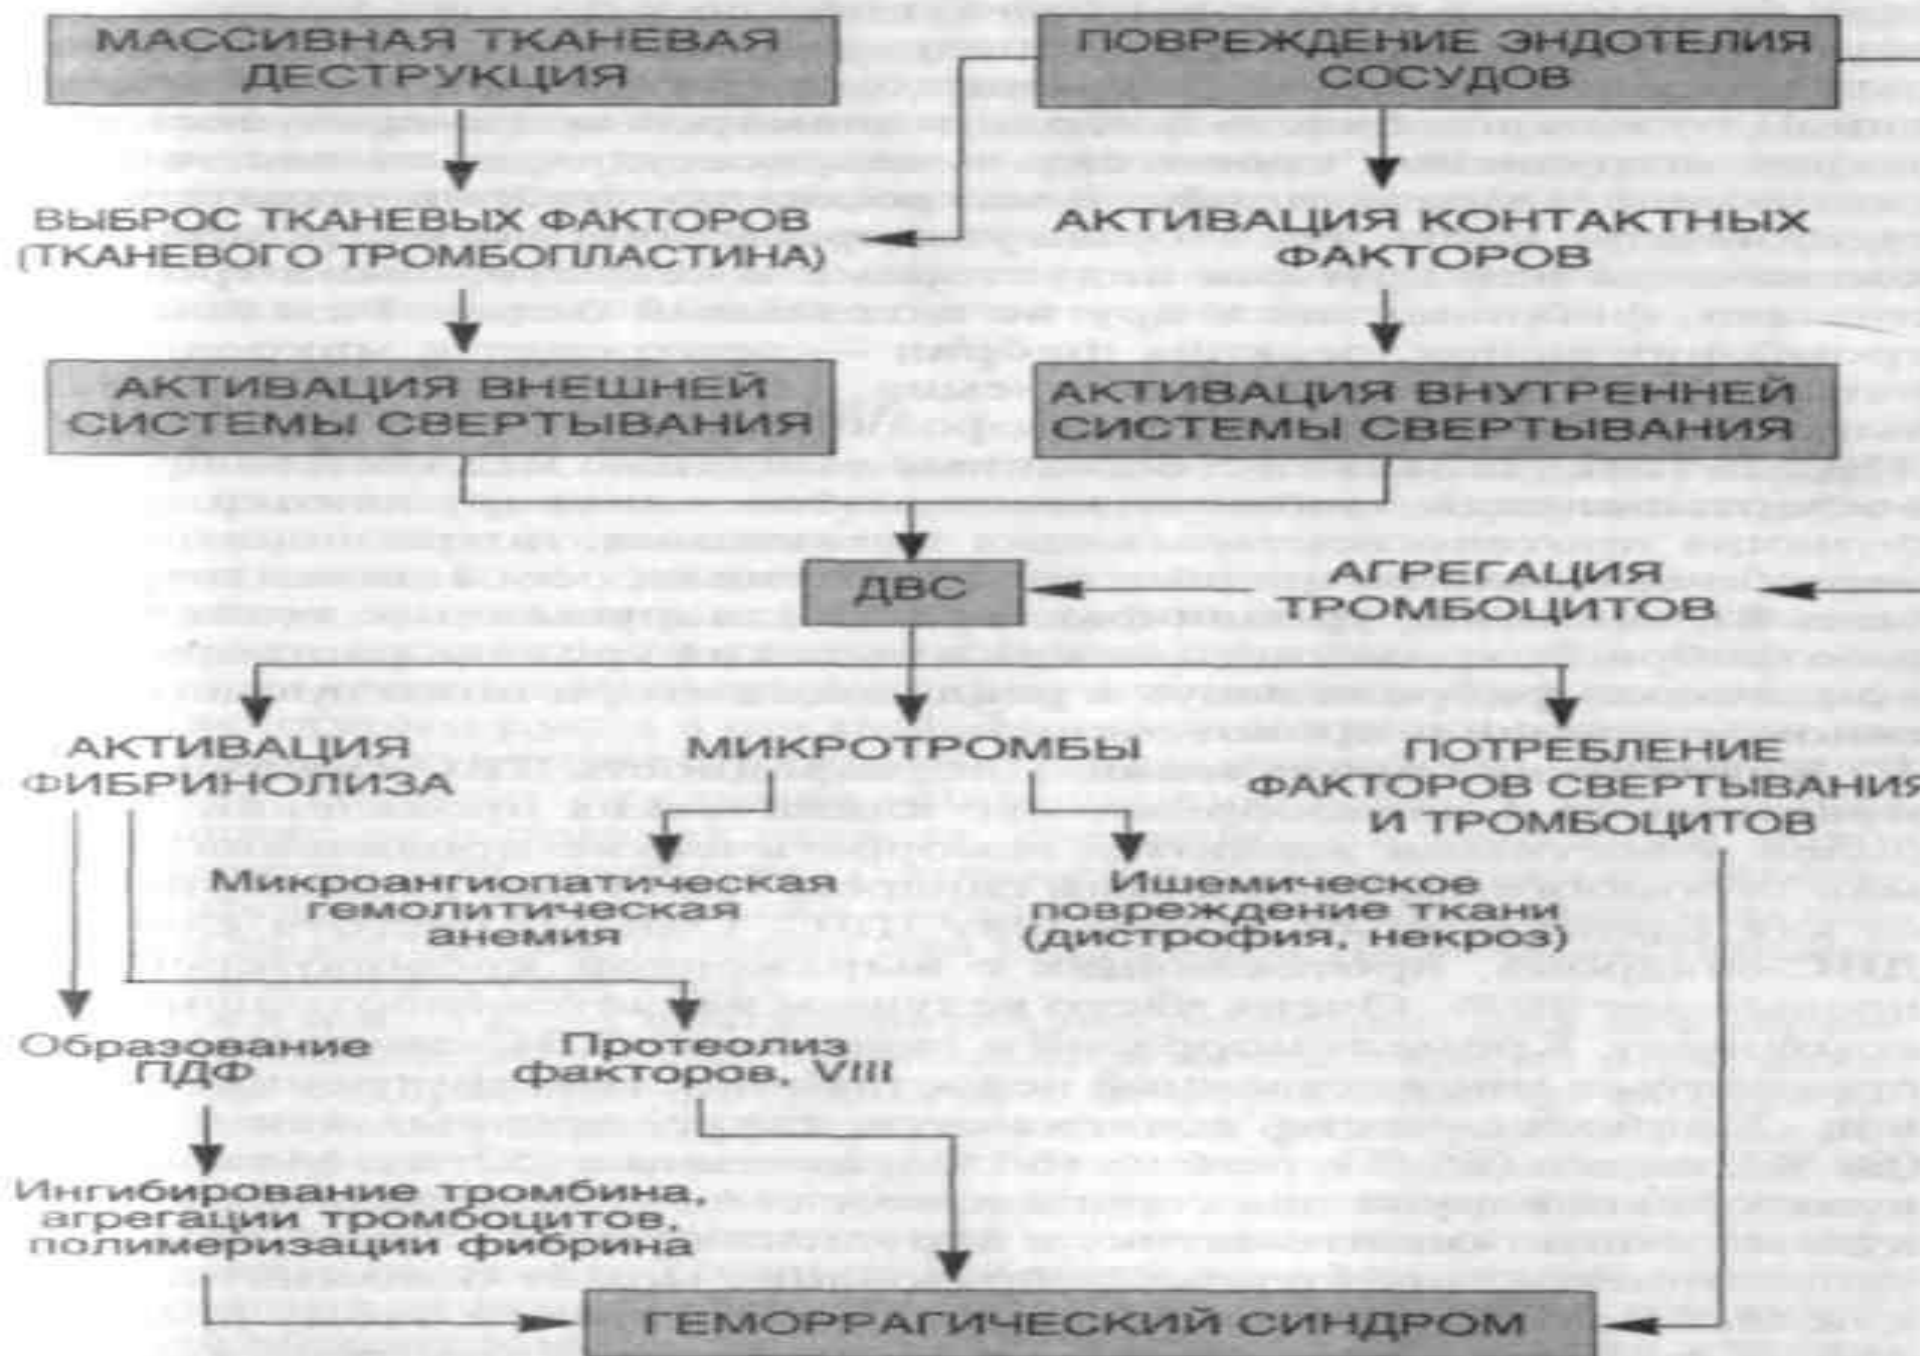 МАССИВНАЯ ТКАНЕВАЯ
ДЕСТРУКЦИЯ
ПОВРЕЖДЕНИЕ ЭНДОТЕЛИЯ
СОСУДОВ
ВЫБРОС ТКАНЕВЫХ ФАКТОРОВ
(ТКАНЕВОГО ТРОМБОПЛАСТИНА)
АКТИВАЦИЯ КОНТАКТНЫХ
ФАКТОРОВ
АКТИВАЦИЯ ВНЕШНЕЙ
СИСТЕМЫ СВЕРТЫВАНИЯ
АКТИВАЦИЯ ВНУТРЕННЕЙ
СИСТЕМЫ СВЕРТЫВАНИЯ
ДВС
АГРЕГАЦИЯ
ТРОМБОЦИТОВ
АКТИВАЦИЯ
ФИБРИНОЛИЗА
МИКРОТРОМБЫ
ПОТРЕБЛЕНИЕ
ФАКТОРОВ СВЕРТЫВАНИЯ
И ТРОМБОЦИТОВ
Микроангиопатическая
гемолитическая
анемия
Ишемическое
повреждение ткани
(дистрофия, некроз)
Образование
ПДФ
Протеолиз
факторов, VIII
Ингибирование тромбина,
агрегации тромбоцитов,
полимеризации фибрина
ГЕМОРРАГИЧЕСКИЙ СИНДРОМ